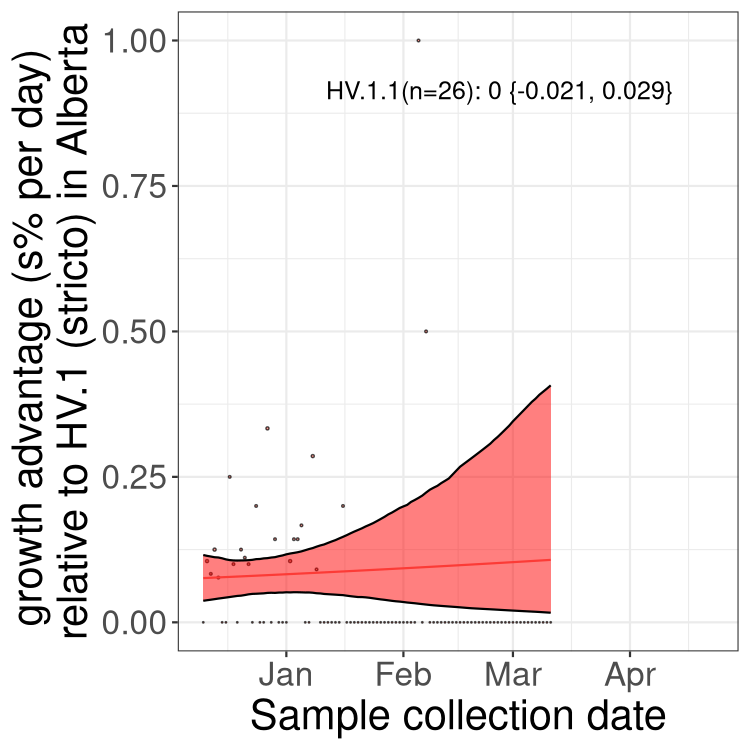 growth advantage (s% per day)
relative to HV.1 (stricto) in Alberta
1.00
0.75
0.50
0.25
0.00
HV.1.1(n=26): 0 {-0.021, 0.029}
Jan Feb Mar Apr
Sample collection date